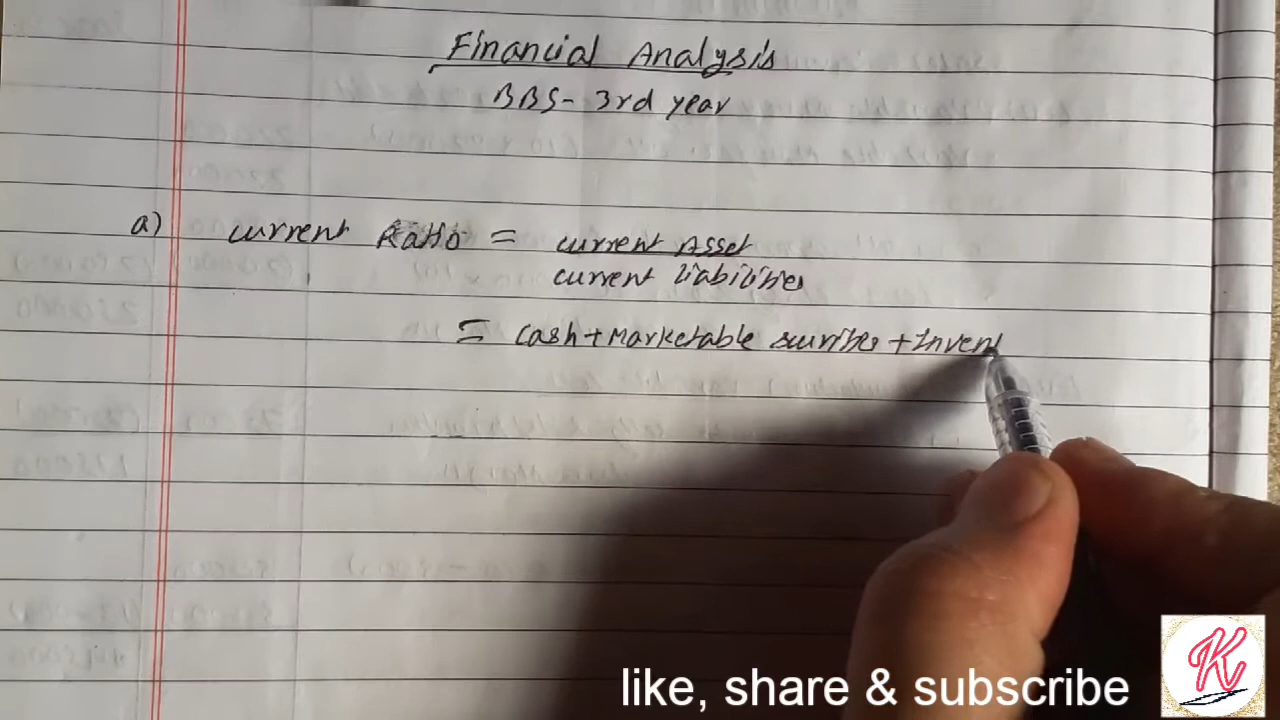 Financial Analysis
BBS- 3rd year
a) current Ratio = current Asset
current liabilities
= Cash + Marketable securities + Invent
like, share & subscribe
K